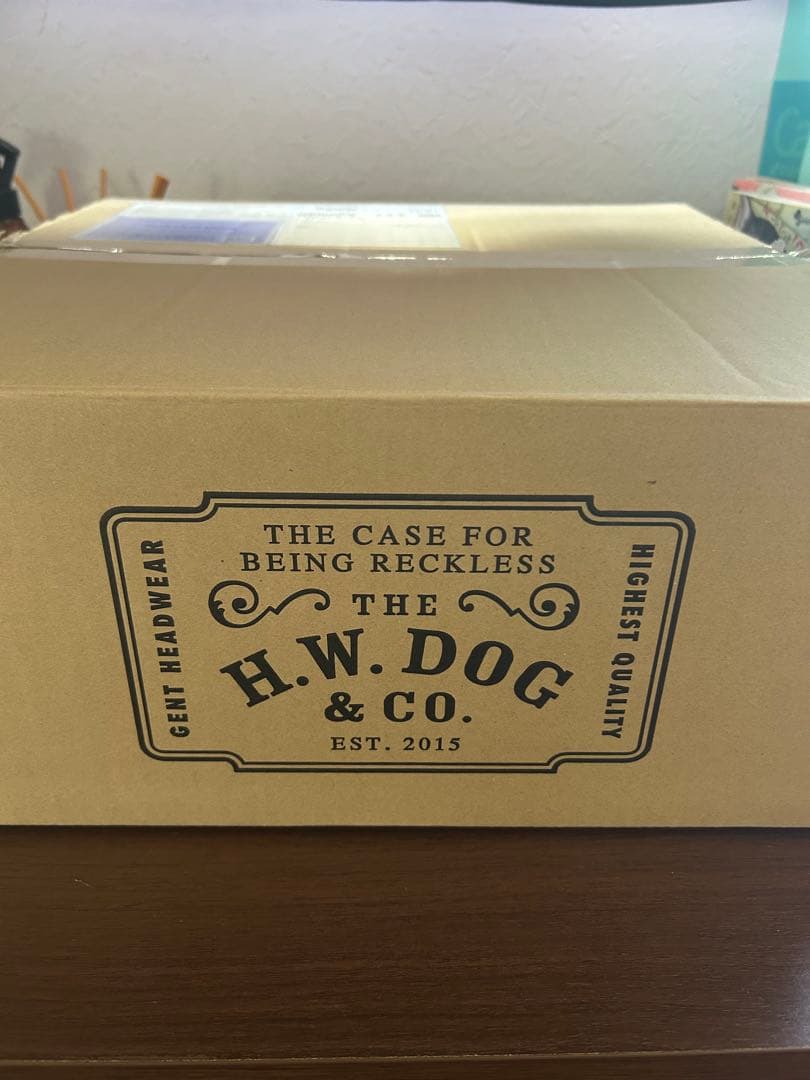 THE CASE FOR
BEING RECKLESS
THE
H.W. DOG
& CO.
EST. 2015
GENT HEADWEAR
HIGHEST QUALITY